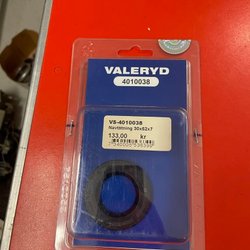 VALERYD
4010038
VS-4010038
Navtätning 30x52x7
133,00 kr